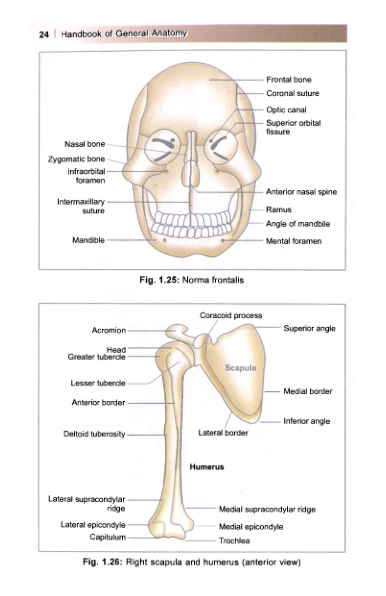 24 | Handbook of General Anatomy
Frontal bone
Coronal suture
Optic canal
Superior orbital
fissure
Nasal bone
Zygomatic bone
Infraorbital
foramen
Intermaxillary
suture
Mandible
Anterior nasal spine
Ramus
Angle of mandbile
Mental foramen
Fig. 1.25: Norma frontalis
Coracoid process
Acromion
Superior angle
Head
Greater tubercle
Scapula
Lesser tubercle
Medial border
Anterior border
Inferior angle
Deltoid tuberosity
Lateral border
Humerus
Lateral supracondylar
ridge
Medial supracondylar ridge
Lateral epicondyle
Medial epicondyle
Capitulum
Trochlea
Fig. 1.26: Right scapula and humerus (anterior view)